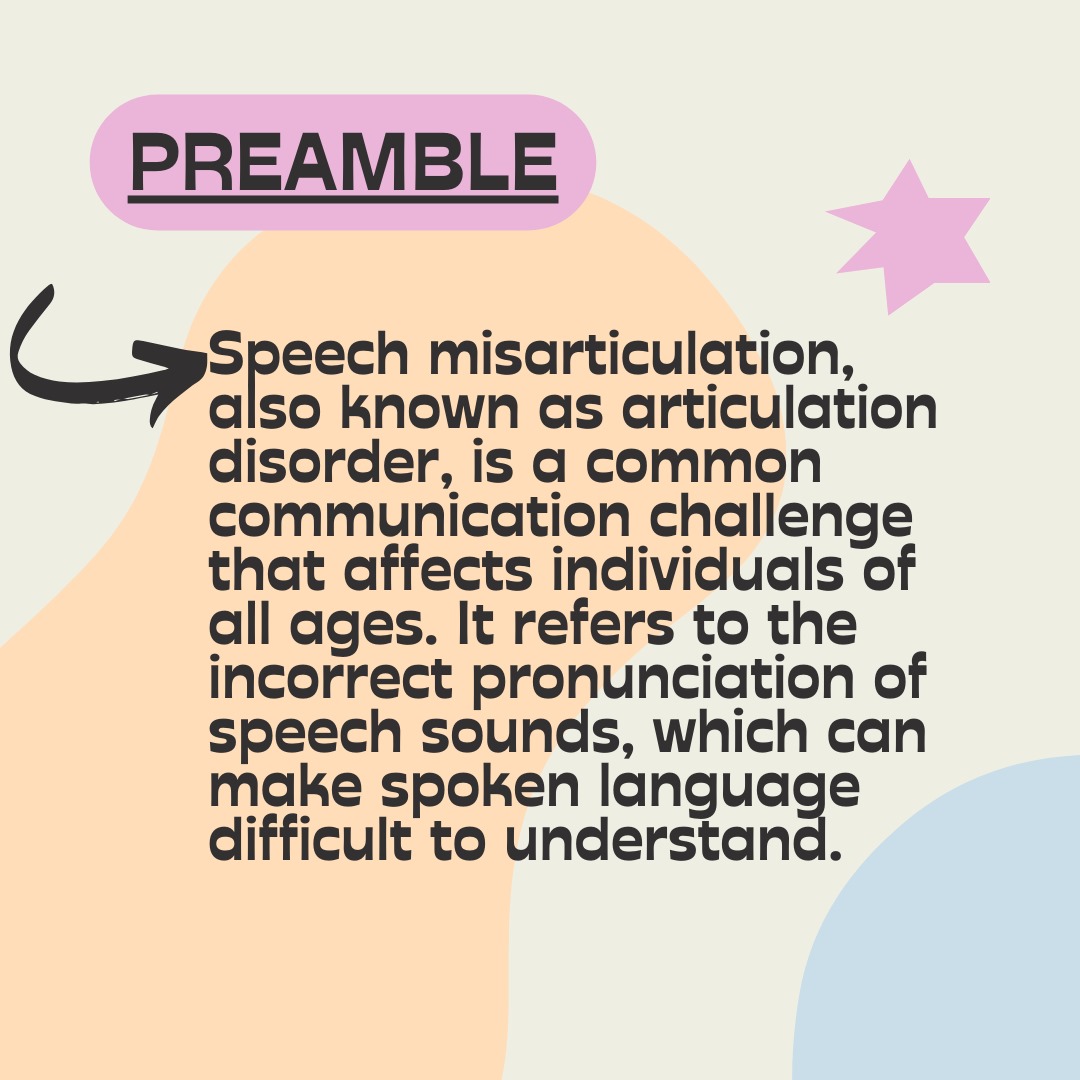 PREAMBLE
Speech misarticulation,
also known as articulation
disorder, is a common
communication challenge
that affects individuals of
all ages. It refers to the
incorrect pronunciation of
speech sounds, which can
make spoken language
difficult to understand.